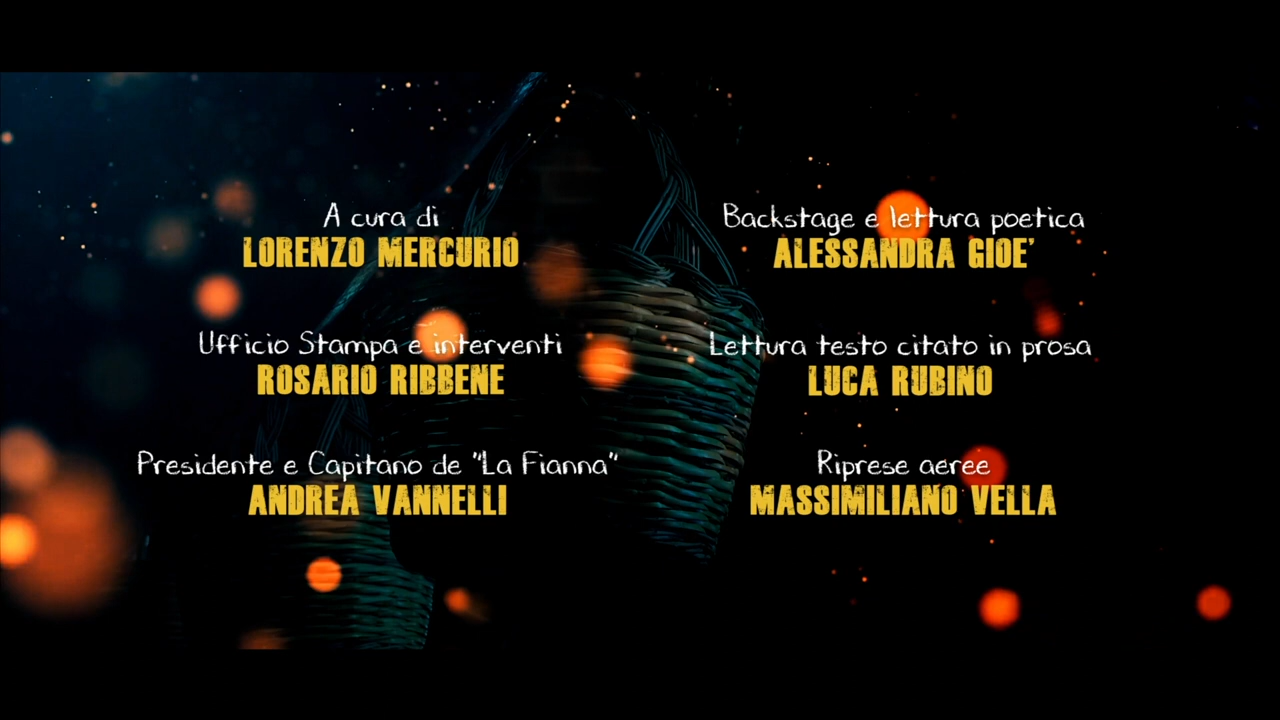 A cura di
LORENZO MERCURIO
Ufficio Stampa e interventi
ROSARIO RIBBENE
Presidente e Capitano de "La Fianna"
ANDREA VANNELLI
Backstage e lettura poetica
ALESSANDRA GIOE'
Lettura testo citato in prosa
LUCA RUBINO
Riprese aeree
MASSIMILIANO VELLA